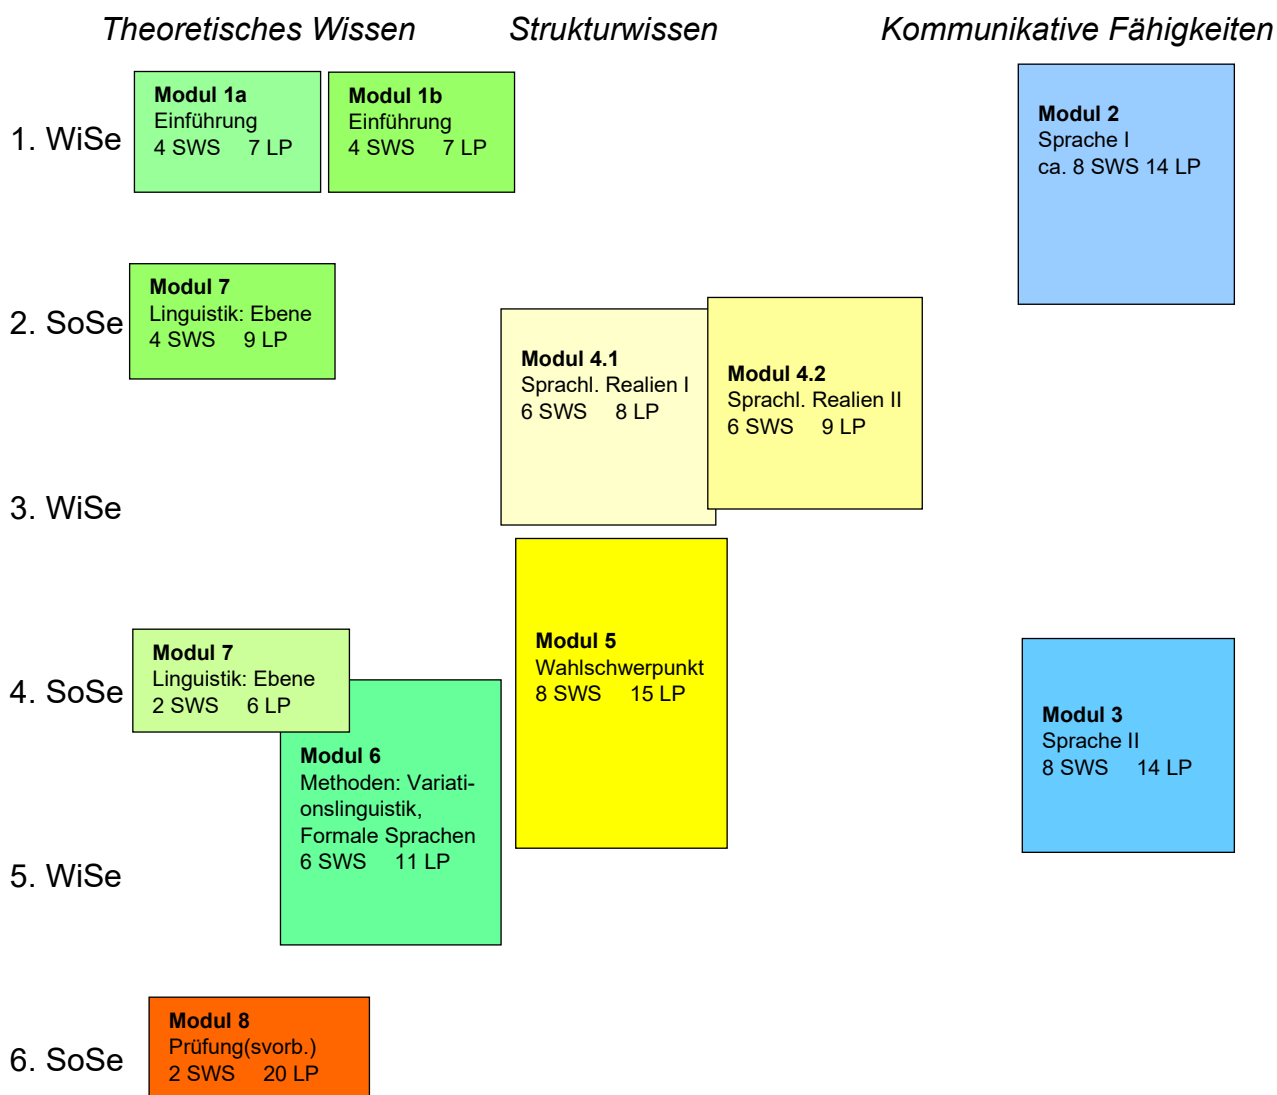 Theoretisches Wissen
Strukturwissen
Kommunikative Fähigkeiten
1. WiSe
Modul 1a
Einführung
4 SWS 7 LP
Modul 1b
Einführung
4 SWS 7 LP
Modul 2
Sprache I
ca. 8 SWS 14 LP
2. SoSe
Modul 7
Linguistik: Ebene
4 SWS 9 LP
Modul 4.1
Sprachl. Realien I
6 SWS 8 LP
Modul 4.2
Sprachl. Realien II
6 SWS 9 LP
3. WiSe
4. SoSe
Modul 7
Linguistik: Ebene
2 SWS 6 LP
Modul 5
Wahlschwerpunkt
8 SWS 15 LP
Modul 3
Sprache II
8 SWS 14 LP
Modul 6
Methoden: Variati-
onslinguistik,
Formale Sprachen
6 SWS 11 LP
5. WiSe
6. SoSe
Modul 8
Prüfung(svorb.)
2 SWS 20 LP